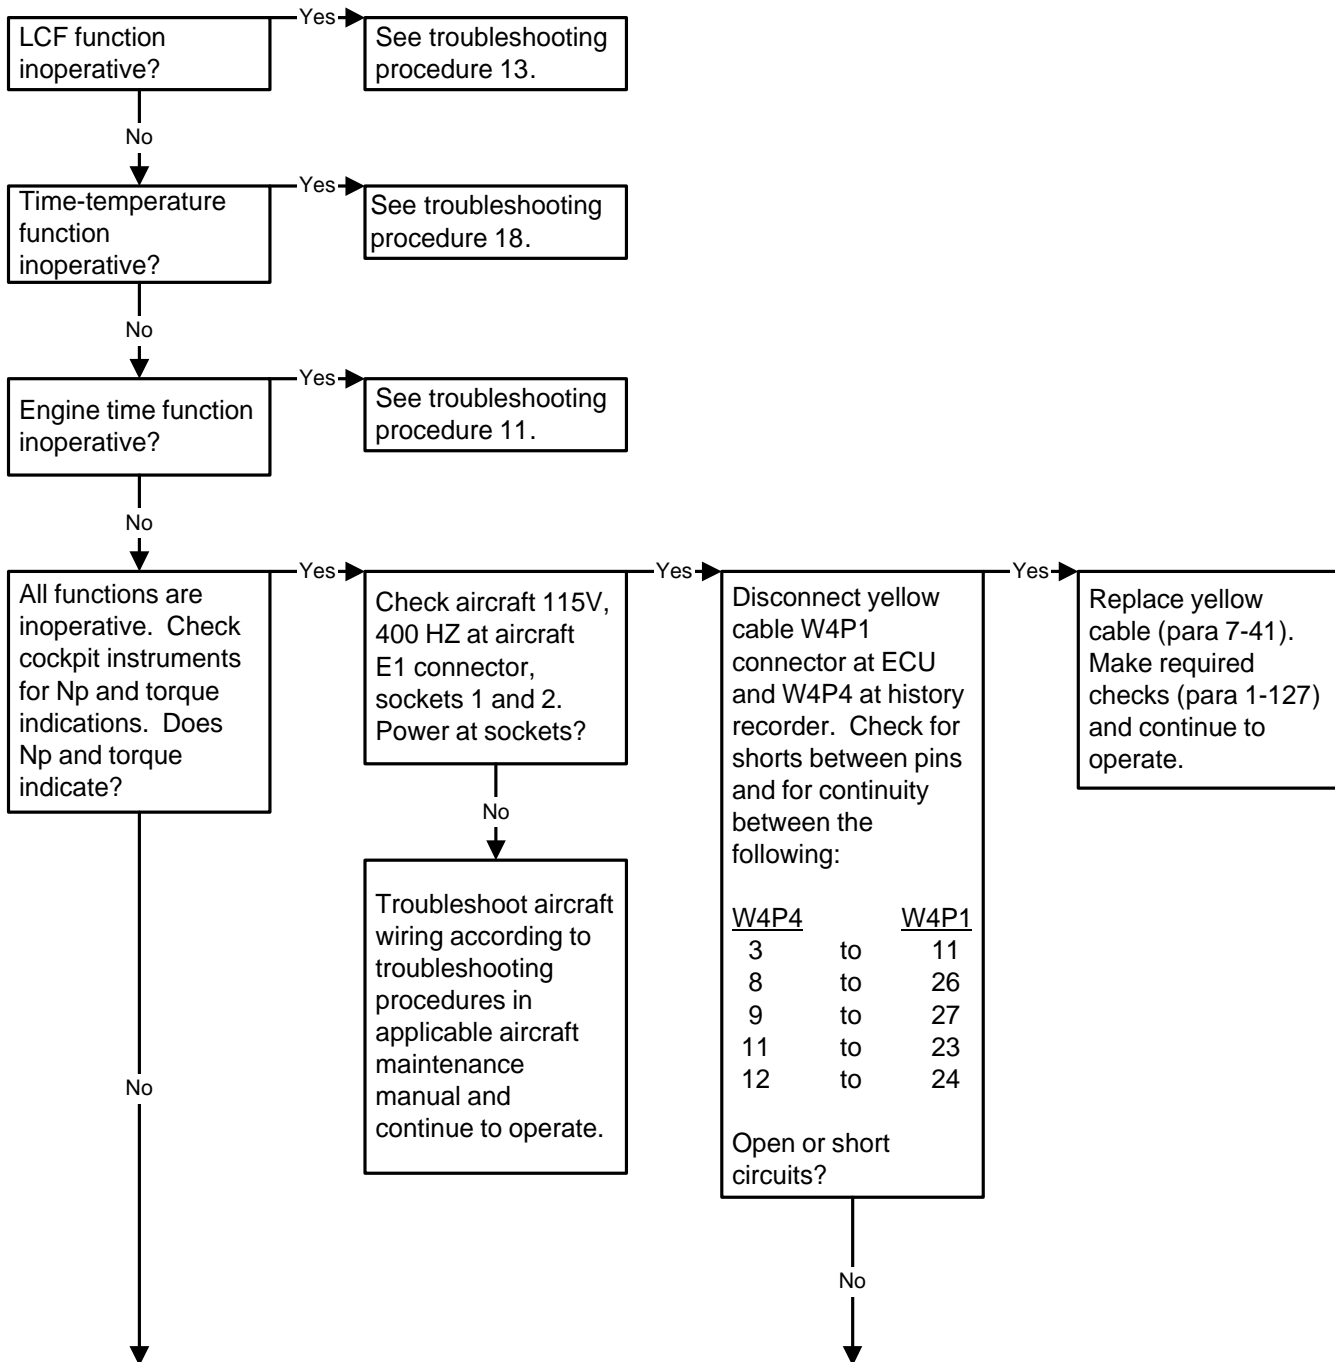 Yes
LCF function
inoperative?
See troubleshooting
procedure 13.
No
Yes
Time-temperature
function
inoperative?
See troubleshooting
procedure 18.
No
Yes
Engine time function
inoperative?
See troubleshooting
procedure 11.
No
Yes
All functions are
inoperative.  Check
cockpit instruments
for Np and torque
indications.  Does
Np and torque
indicate?
Yes
Check aircraft 115V,
400 HZ at aircraft
E1 connector,
sockets 1 and 2.
Power at sockets?
No
Troubleshoot aircraft
wiring according to
troubleshooting
procedures in
applicable aircraft
maintenance
manual and
continue to operate.
Disconnect yellow
cable W4P1
connector at ECU
and W4P4 at history
recorder.  Check for
shorts between pins
and for continuity
between the
following:
W4P4 W4P1
3 to 11
8 to 26
9 to 27
11 to 23
12 to 24
Open or short
circuits?
Yes
Replace yellow
cable (para 7-41).
Make required
checks (para 1-127)
and continue to
operate.
No
No